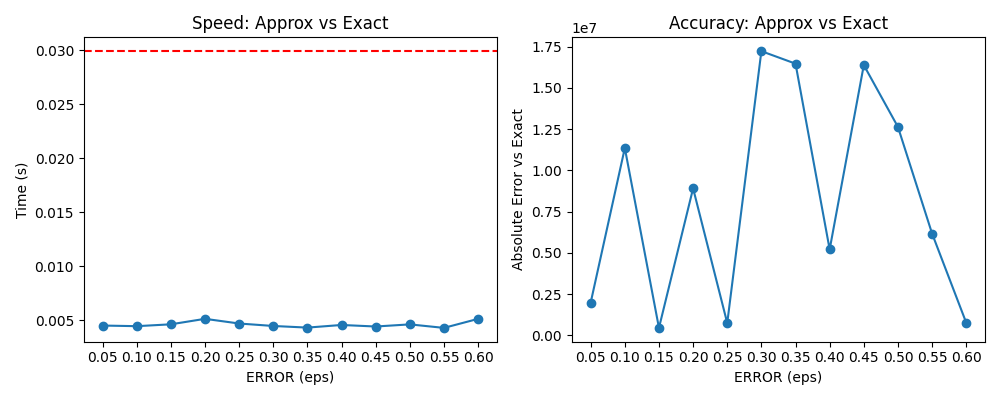 Speed: Approx vs Exact
Time (s)
0.030
0.025
0.020
0.015
0.010
0.005
0.05 0.10 0.15 0.20 0.25 0.30 0.35 0.40 0.45 0.50 0.55 0.60
ERROR (eps)
Accuracy: Approx vs Exact
1e7
Absolute Error vs Exact
1.75
1.50
1.25
1.00
0.75
0.50
0.25
0.00
0.05 0.10 0.15 0.20 0.25 0.30 0.35 0.40 0.45 0.50 0.55 0.60
ERROR (eps)